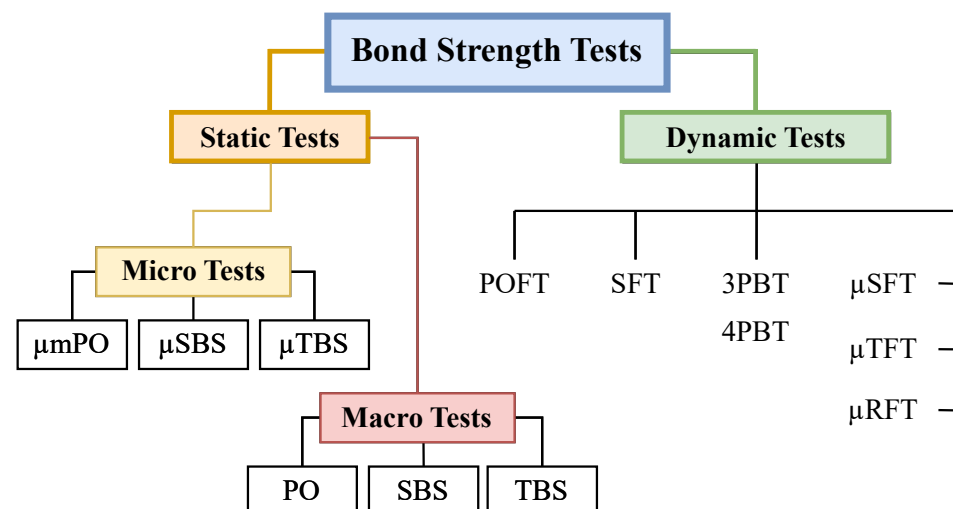 Bond Strength Tests
Static Tests
Dynamic Tests
Micro Tests
POFT
SFT
3PBT
µSFT
4PBT
µmPO
µSBS
µTBS
µTFT
µRFT
Macro Tests
PO
SBS
TBS